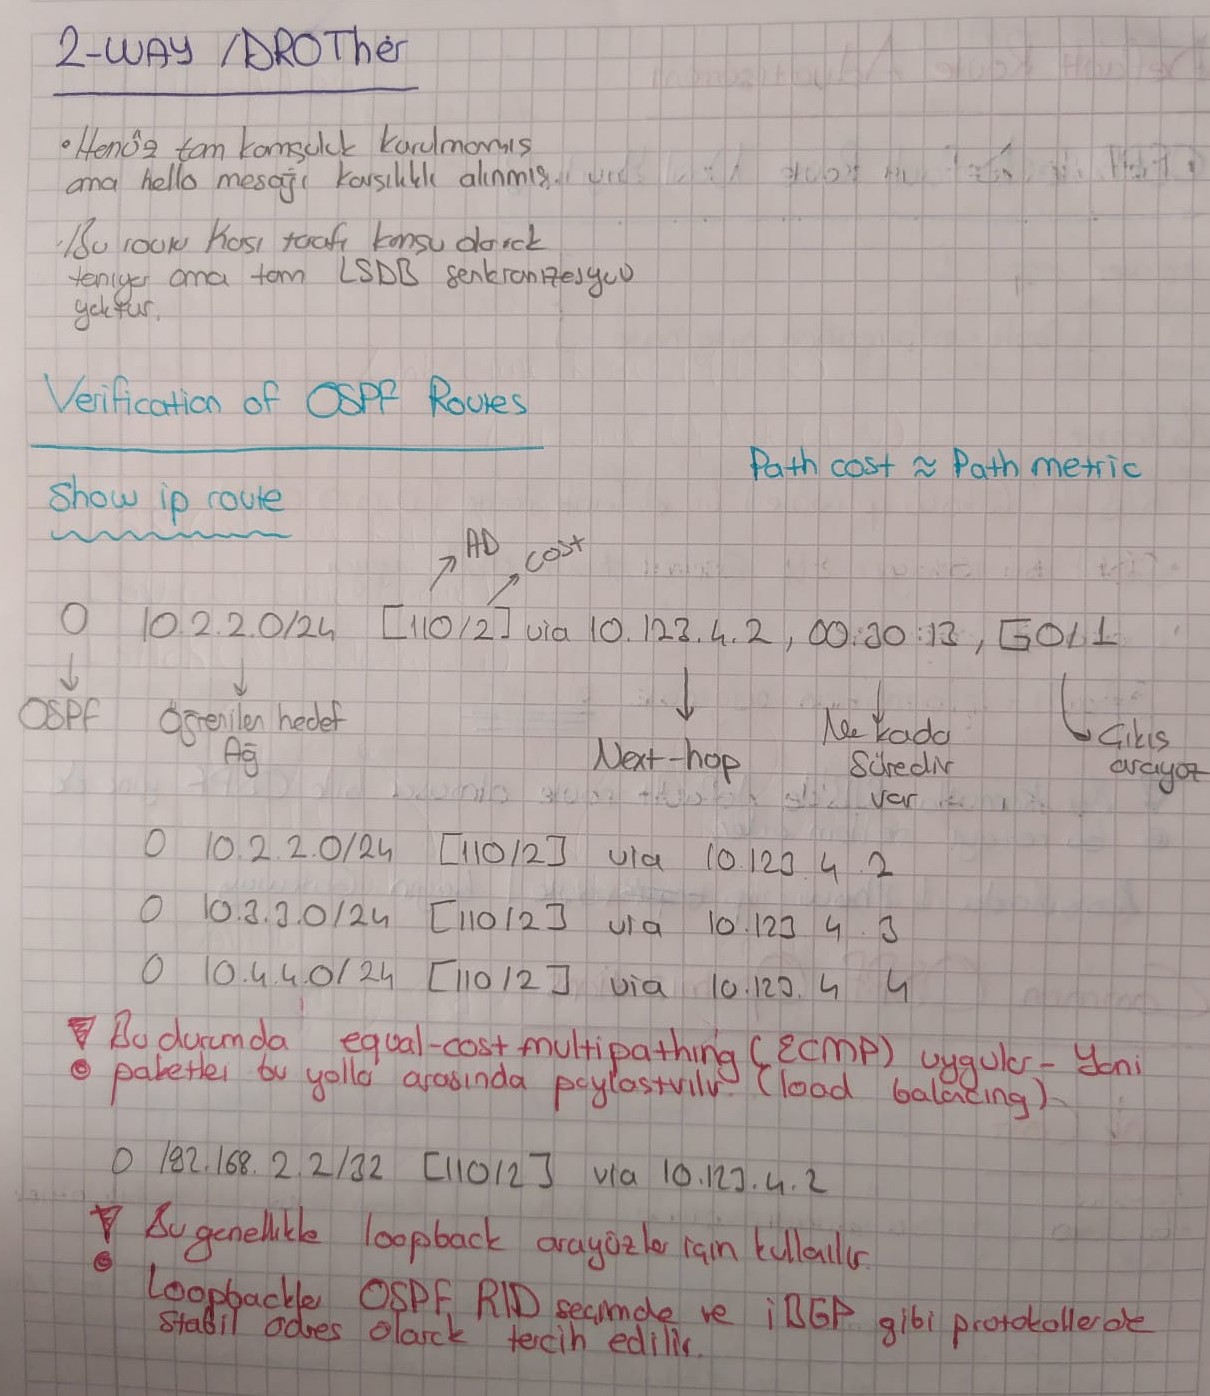 2-WAY / DROTher
• Henüz tam komşuluk kurulmamış
ama hello mesajı karşılıklı alınmış.
• Bu router karşı tarafı komşu olarak
tanıyor ama tam LSDB senkronizasyonu
yoktur.
Verification of OSPF Routes
Path cost ≈ Path metric
Show ip route
AD cost
O 10.2.2.0/24 [110/2] via 10.123.4.2, 00:30:13, G0/1
OSPF Öğrenilen hedef Ağ
Next-hop
Ne kadar Süredir var
Çıkış arayüz
O 10.2.2.0/24 [110/2] via 10.123.4.2
O 10.3.3.0/24 [110/2] via 10.123.4.3
O 10.4.4.0/24 [110/2] via 10.123.4.4
Bu durumda equal-cost multipathing (ECMP) uygular - Yani
paketler bu yollar arasında paylaştırılır. (load balancing)
O 192.168.2.2/32 [110/2] via 10.123.4.2
Bu genellikle loopback arayüzler için kullanılır.
Loopbackler OSPF RID seçimde ve iBGP gibi protokollerde
stabil adres olarak tercih edilir.